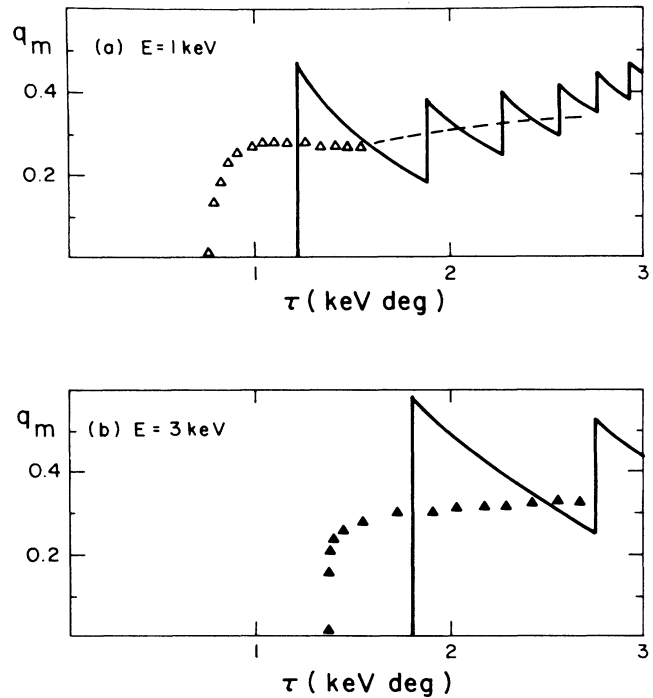 q_m
(a) E = 1 keV
0.4
0.2
1
2
3
τ ( keV deg )
q_m
(b) E = 3 keV
0.4
0.2
1
2
3
τ ( keV deg )